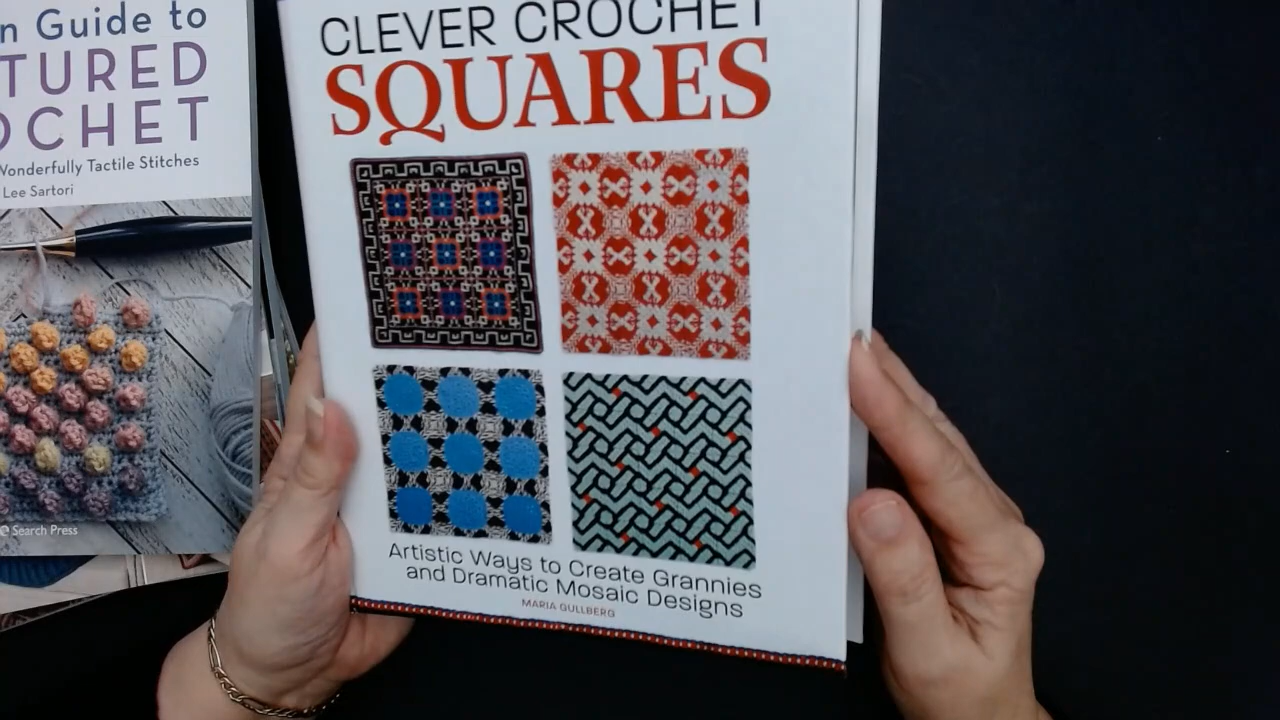 n Guide to
TURED
OCHET
Wonderfully Tactile Stitches
Lee Sartori
Search Press
CLEVER CROCHET
SQUARES
Artistic Ways to Create Grannies
and Dramatic Mosaic Designs
MARIA GULLBERG